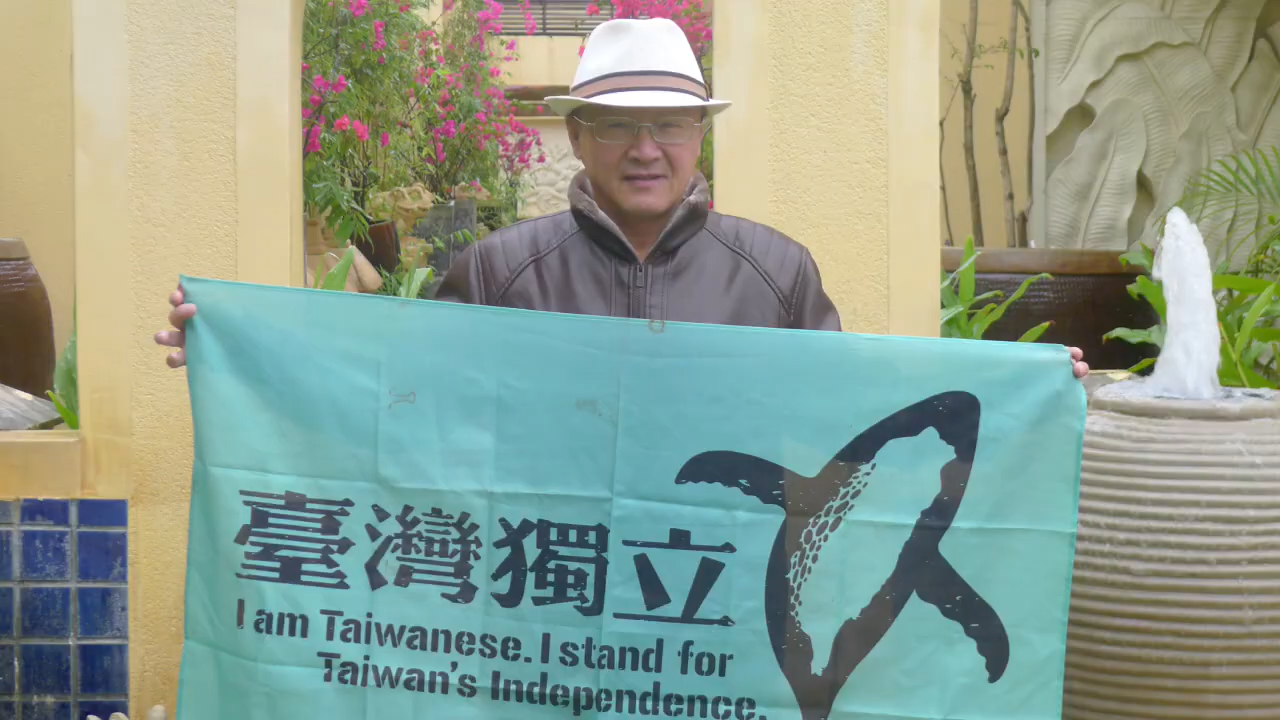 臺灣獨立
I am Taiwanese. I stand for
Taiwan's Independence.